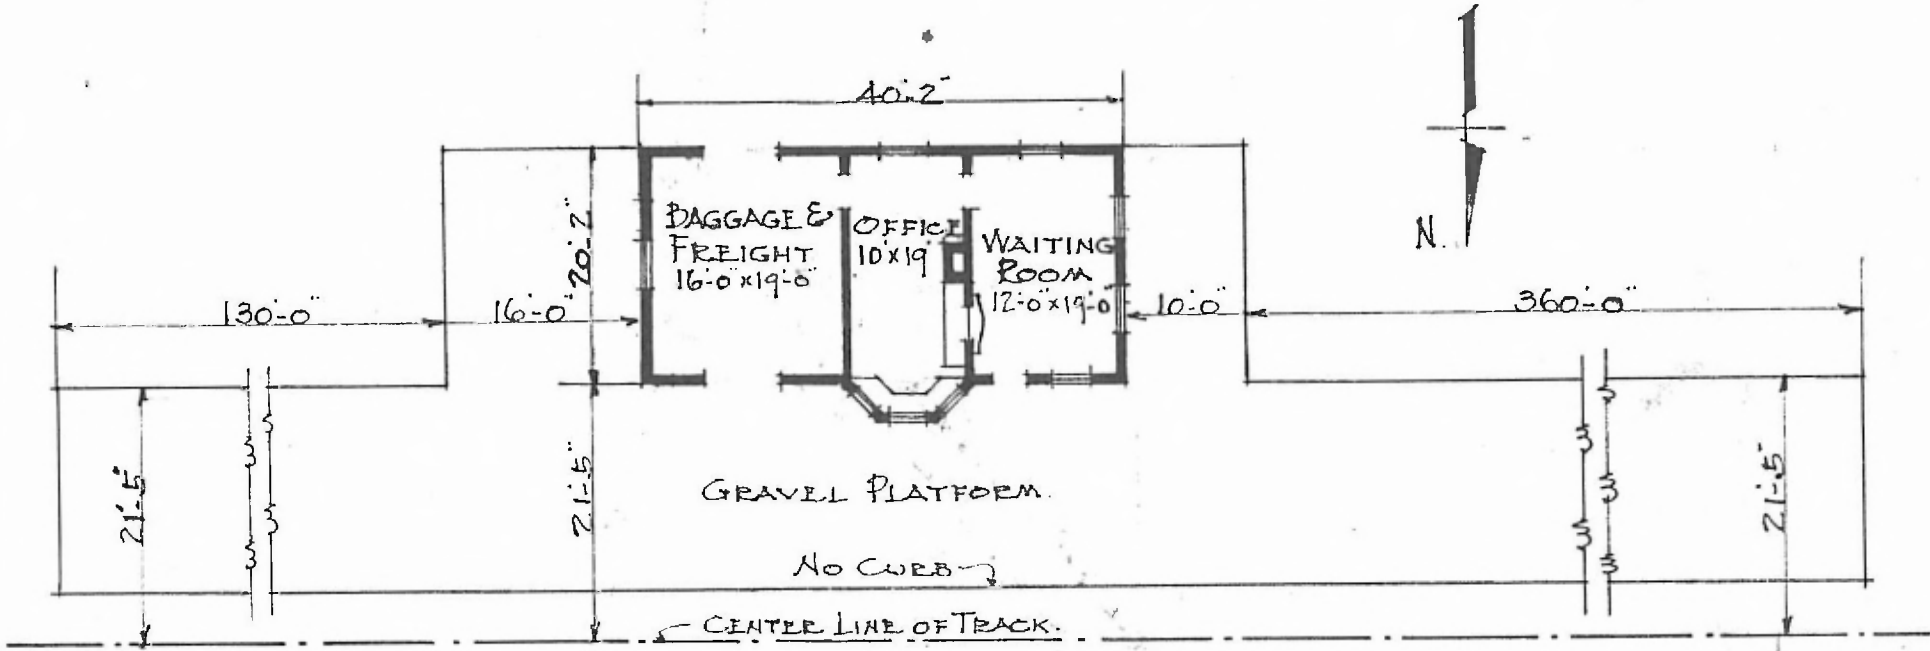 40'-2"
BAGGAGE &
FREIGHT
16'-0"x19'-0"
OFFICE
10'x19'
WAITING
ROOM
12'-0"x19'-0"
20'-2"
N.
130'-0"
16'-0"
10'-0"
360'-0"
21'-5"
21'-5"
21'-5"
GRAVEL PLATFORM.
NO CURB
CENTER LINE OF TRACK.